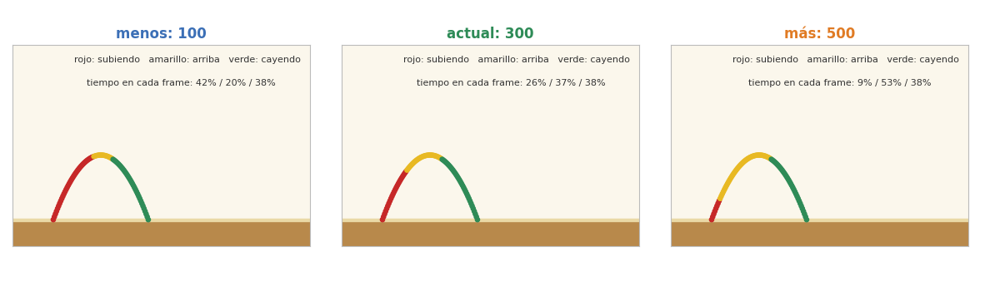 menos: 100
rojo: subiendo   amarillo: arriba   verde: cayendo
tiempo en cada frame: 42% / 20% / 38%
actual: 300
rojo: subiendo   amarillo: arriba   verde: cayendo
tiempo en cada frame: 26% / 37% / 38%
más: 500
rojo: subiendo   amarillo: arriba   verde: cayendo
tiempo en cada frame: 9% / 53% / 38%